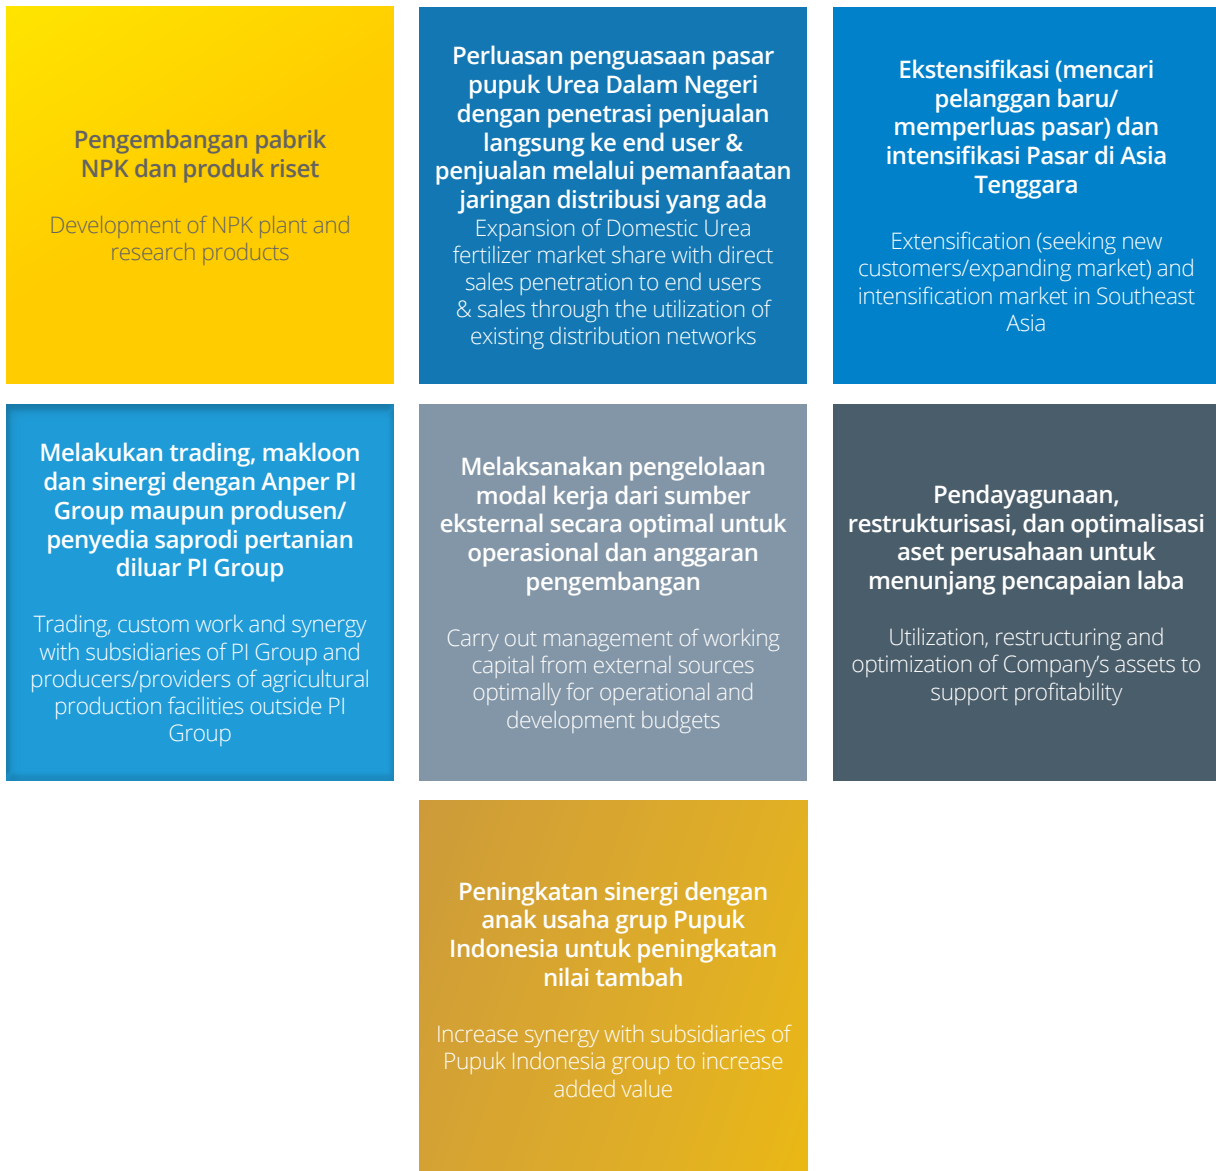 Pengembangan pabrik
NPK dan produk riset
Development of NPK plant and
research products
Perluasan penguasaan pasar
pupuk Urea Dalam Negeri
dengan penetrasi penjualan
langsung ke end user &
penjualan melalui pemanfaatan
jaringan distribusi yang ada
Expansion of Domestic Urea
fertilizer market share with direct
sales penetration to end users
& sales through the utilization of
existing distribution networks
Ekstensifikasi (mencari
pelanggan baru/
memperluas pasar) dan
intensifikasi Pasar di Asia
Tenggara
Extensification (seeking new
customers/expanding market) and
intensification market in Southeast
Asia
Melakukan trading, makloon
dan sinergi dengan Anper PI
Group maupun produsen/
penyedia saprodi pertanian
diluar PI Group
Trading, custom work and synergy
with subsidiaries of PI Group and
producers/providers of agricultural
production facilities outside PI
Group
Melaksanakan pengelolaan
modal kerja dari sumber
eksternal secara optimal untuk
operasional dan anggaran
pengembangan
Carry out management of working
capital from external sources
optimally for operational and
development budgets
Pendayagunaan,
restrukturisasi, dan optimalisasi
aset perusahaan untuk
menunjang pencapaian laba
Utilization, restructuring and
optimization of Company's assets to
support profitability
Peningkatan sinergi dengan
anak usaha grup Pupuk
Indonesia untuk peningkatan
nilai tambah
Increase synergy with subsidiaries of
Pupuk Indonesia group to increase
added value